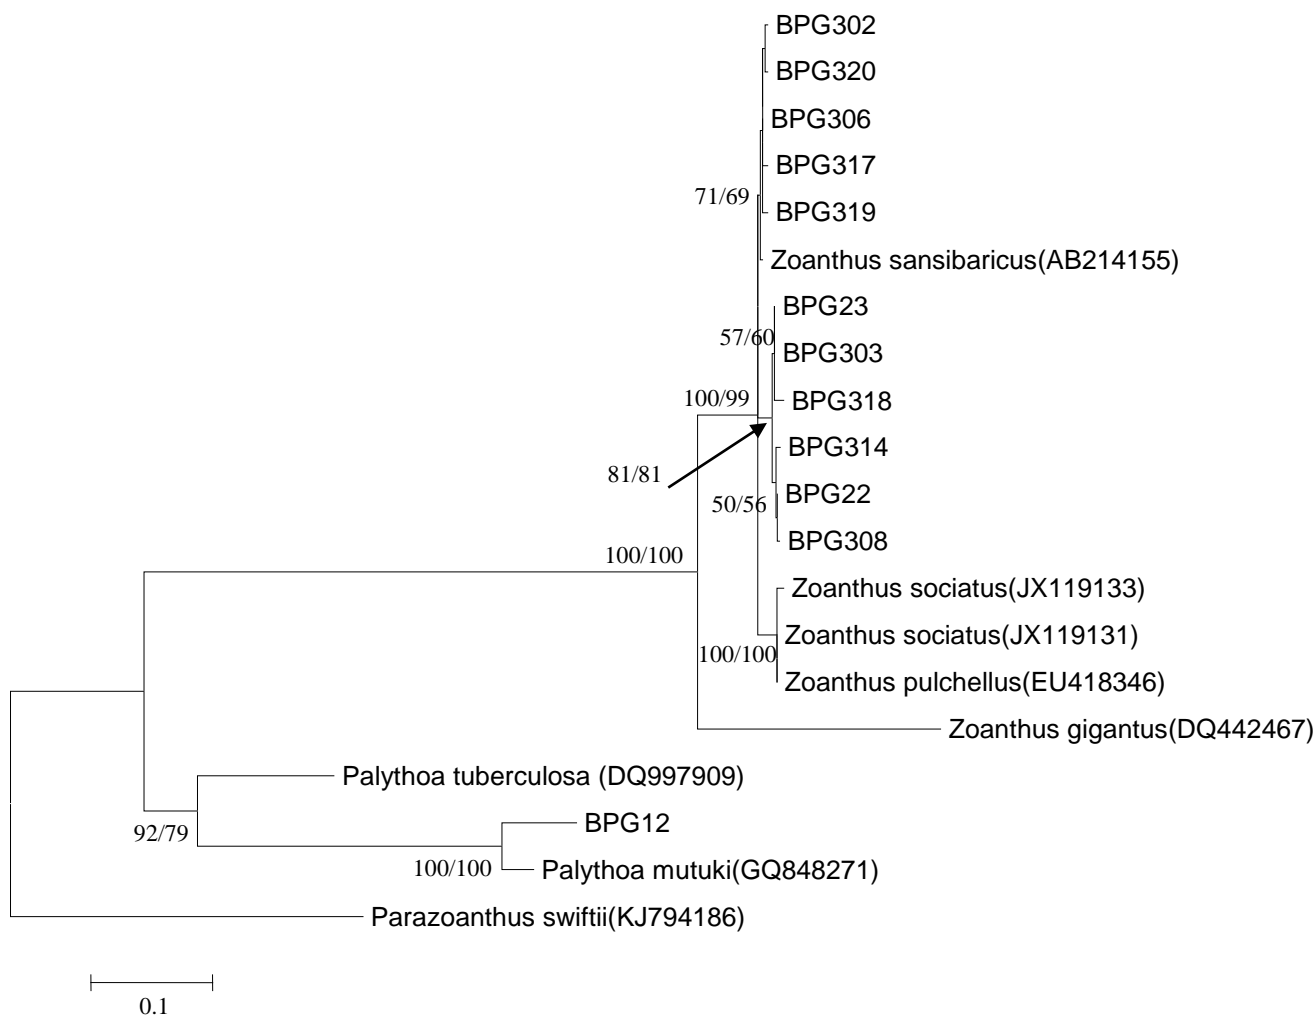 BPG302
BPG320
BPG306
BPG317
71/69
BPG319
Zoanthus sansibaricus(AB214155)
BPG23
57/60
BPG303
100/99
BPG318
BPG314
81/81
BPG22
50/56
BPG308
100/100
Zoanthus sociatus(JX119133)
Zoanthus sociatus(JX119131)
100/100
Zoanthus pulchellus(EU418346)
Zoanthus gigantus(DQ442467)
Palythoa tuberculosa (DQ997909)
BPG12
92/79
100/100
Palythoa mutuki(GQ848271)
Parazoanthus swiftii(KJ794186)
0.1